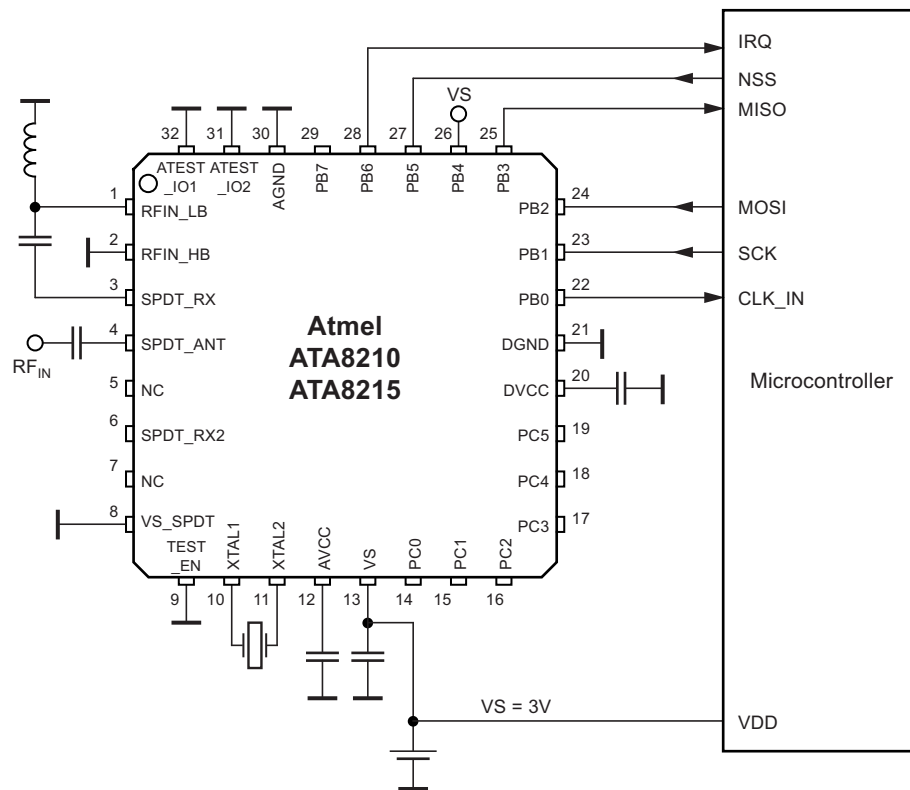 IRQ
NSS
MISO
MOSI
SCK
CLK_IN
Microcontroller
VDD
VS
32
31
30
29
28
27
26
25
ATEST
_IO1
ATEST
_IO2
AGND
PB7
PB6
PB5
PB4
PB3
1
RFIN_LB
2
RFIN_HB
3
SPDT_RX
4
SPDT_ANT
RFIN
5
NC
6
SPDT_RX2
7
NC
8
VS_SPDT
Atmel
ATA8210
ATA8215
PB2
24
PB1
23
PB0
22
DGND
21
DVCC
20
PC5
19
PC4
18
PC3
17
TEST
_EN
XTAL1
XTAL2
AVCC
VS
PC0
PC1
PC2
9
10
11
12
13
14
15
16
VS = 3V